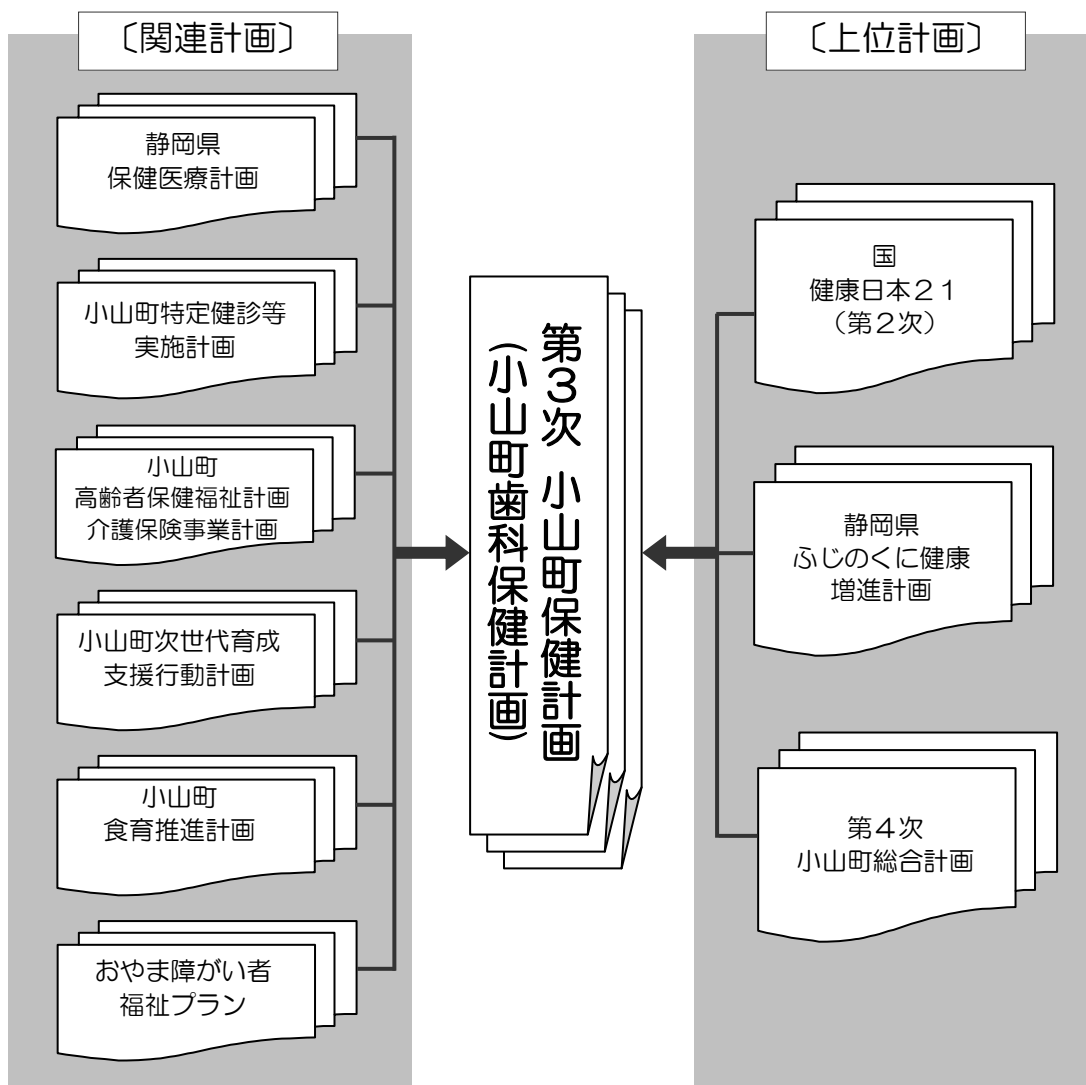 〔関連計画〕
静岡県
保健医療計画
小山町特定健診等
実施計画
小山町
高齢者保健福祉計画
介護保険事業計画
小山町次世代育成
支援行動計画
小山町
食育推進計画
おやま障がい者
福祉プラン
第3次 小山町保健計画
(小山町歯科保健計画)
〔上位計画〕
国
健康日本21
(第2次)
静岡県
ふじのくに健康
増進計画
第4次
小山町総合計画